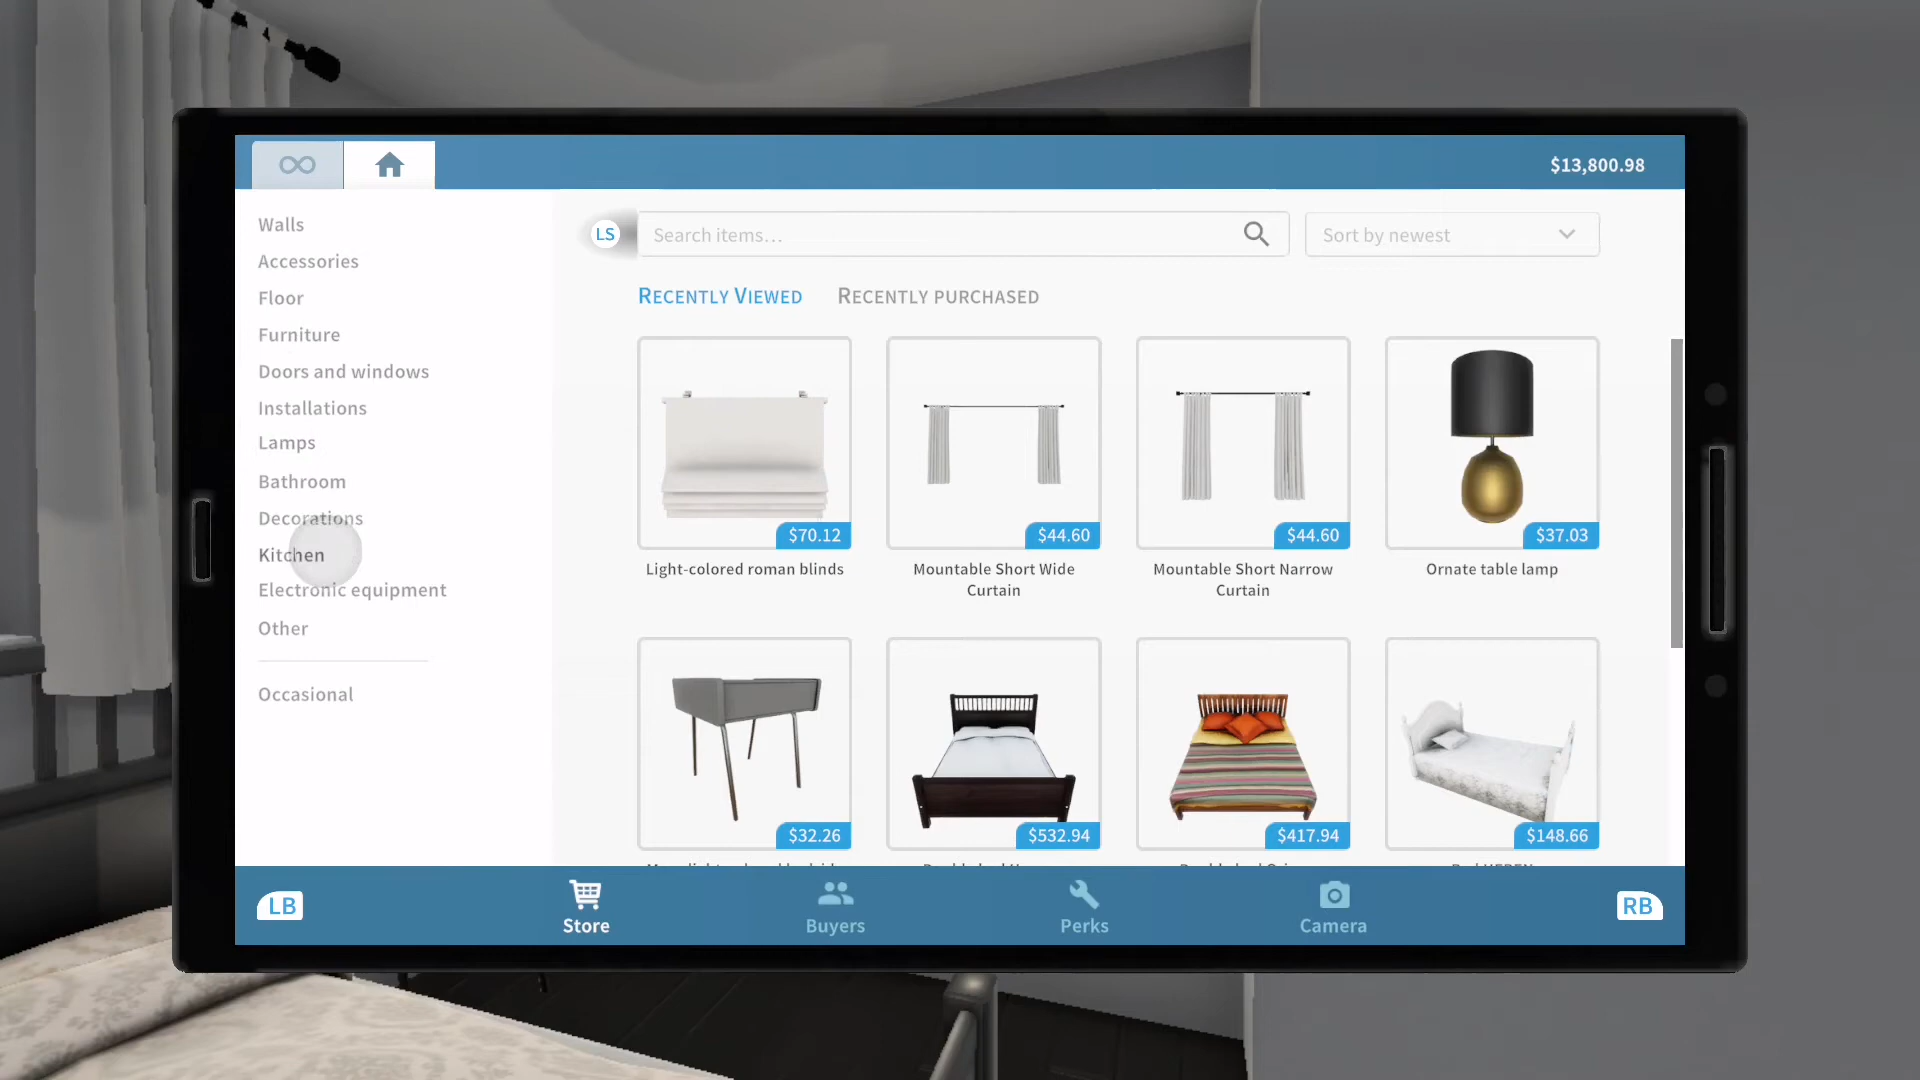 $13,800.98
Walls
Accessories
Floor
Furniture
Doors and windows
Installations
Lamps
Bathroom
Decorations
Kitchen
Electronic equipment
Other
Occasional
LS
Search items...
Sort by newest
RECENTLY VIEWED
RECENTLY PURCHASED
$70.12
$44.60
$44.60
$37.03
Light-colored roman blinds
Mountable Short Wide
Curtain
Mountable Short Narrow
Curtain
Ornate table lamp
$32.26
$532.94
$417.94
$148.66
LB
Store
Buyers
Perks
Camera
RB